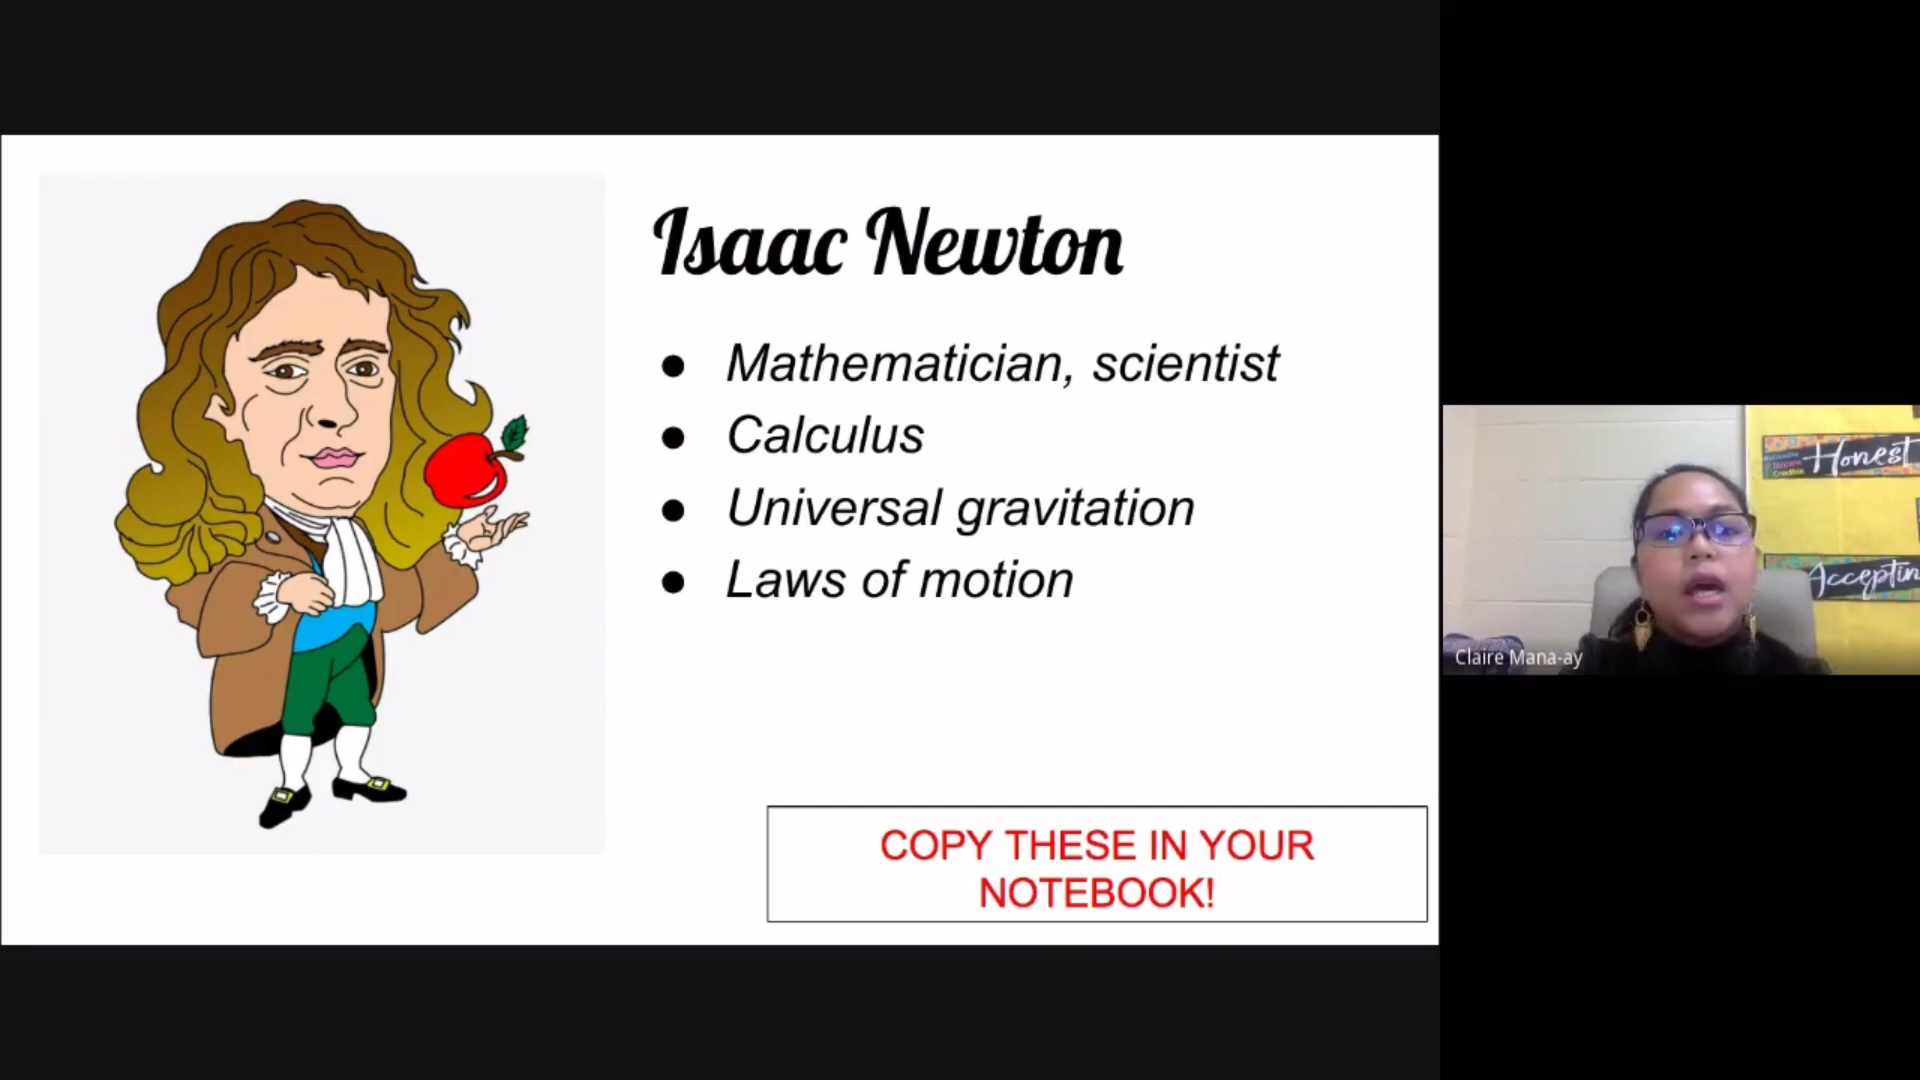 Isaac Newton
● Mathematician, scientist
● Calculus
● Universal gravitation
● Laws of motion
COPY THESE IN YOUR
NOTEBOOK!
Honest
Acceptin
Claire Mana-ay